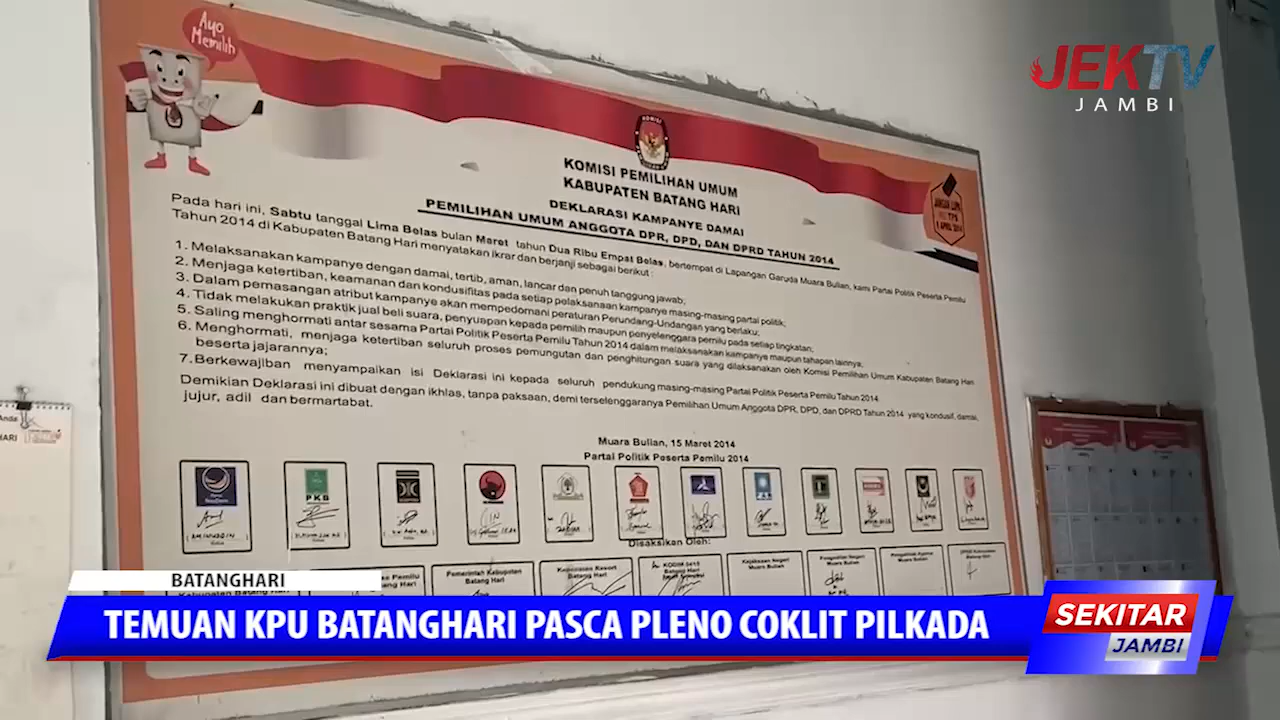 Ayo
Memilih
JEKTV
JAMBI
KOMISI PEMILIHAN UMUM
KABUPATEN BATANG HARI
DEKLARASI KAMPANYE DAMAI
PEMILIHAN UMUM ANGGOTA DPR, DPD, DAN DPRD TAHUN 2014
Pada hari ini, Sabtu tanggal Lima Belas bulan Maret tahun Dua Ribu Empat Belas, bertempat di Lapangan Garuda Muara Bulian, kami Partai Politik Peserta Pemilu
Tahun 2014 di Kabupaten Batang Hari menyatakan ikrar dan berjanji sebagai berikut :
1. Melaksanakan kampanye dengan damai, tertib, aman, lancar dan penuh tanggung jawab;
2. Menjaga ketertiban, keamanan dan kondusifitas pada setiap pelaksanaan kampanye masing-masing partai politik;
3. Dalam pemasangan atribut kampanye akan mempedomani peraturan Perundang-Undangan yang berlaku;
4. Tidak melakukan praktik jual beli suara, penyuapan kepada pemilih maupun penyelenggara pemilu pada setiap tingkatan;
5. Saling menghormati antar sesama Partai Politik Peserta Pemilu Tahun 2014 dalam melaksanakan kampanye maupun tahapan lainnya;
6. Menghormati, menjaga ketertiban seluruh proses pemungutan dan penghitungan suara yang dilaksanakan oleh Komisi Pemilihan Umum Kabupaten Batang Hari
beserta jajarannya;
7. Berkewajiban menyampaikan isi Deklarasi ini kepada seluruh pendukung masing-masing Partai Politik Peserta Pemilu Tahun 2014.
Demikian Deklarasi ini dibuat dengan ikhlas, tanpa paksaan, demi terselenggaranya Pemilihan Umum Anggota DPR, DPD, dan DPRD Tahun 2014 yang kondusif, damai,
jujur, adil dan bermartabat.
Muara Bulian, 15 Maret 2014
Partai Politik Peserta Pemilu 2014
PKB
Disaksikan Oleh:
Pemerintah Kabupaten
Batang Hari
Kepolisian Resort
Batang Hari
KODIM 0415
Kejaksaan Negeri
Muara Bulian
Pengadilan Negeri
Muara Bulian
Pengadilan Agama
Muara Bulian
BATANGHARI
TEMUAN KPU BATANGHARI PASCA PLENO COKLIT PILKADA
SEKITAR
JAMBI